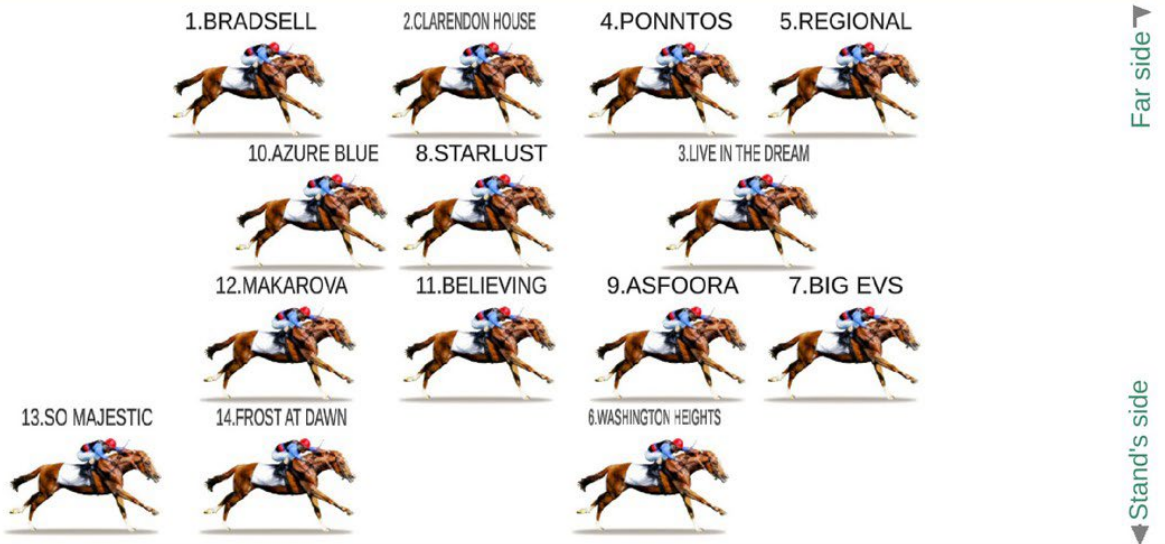 1.BRADSELL
2.CLARENDON HOUSE
4.PONNTOS
5.REGIONAL
10.AZURE BLUE
8.STARLUST
3.LIVE IN THE DREAM
12.MAKAROVA
11.BELIEVING
9.ASFOORA
7.BIG EVS
13.SO MAJESTIC
14.FROST AT DAWN
6.WASHINGTON HEIGHTS
Far side
Stand's side